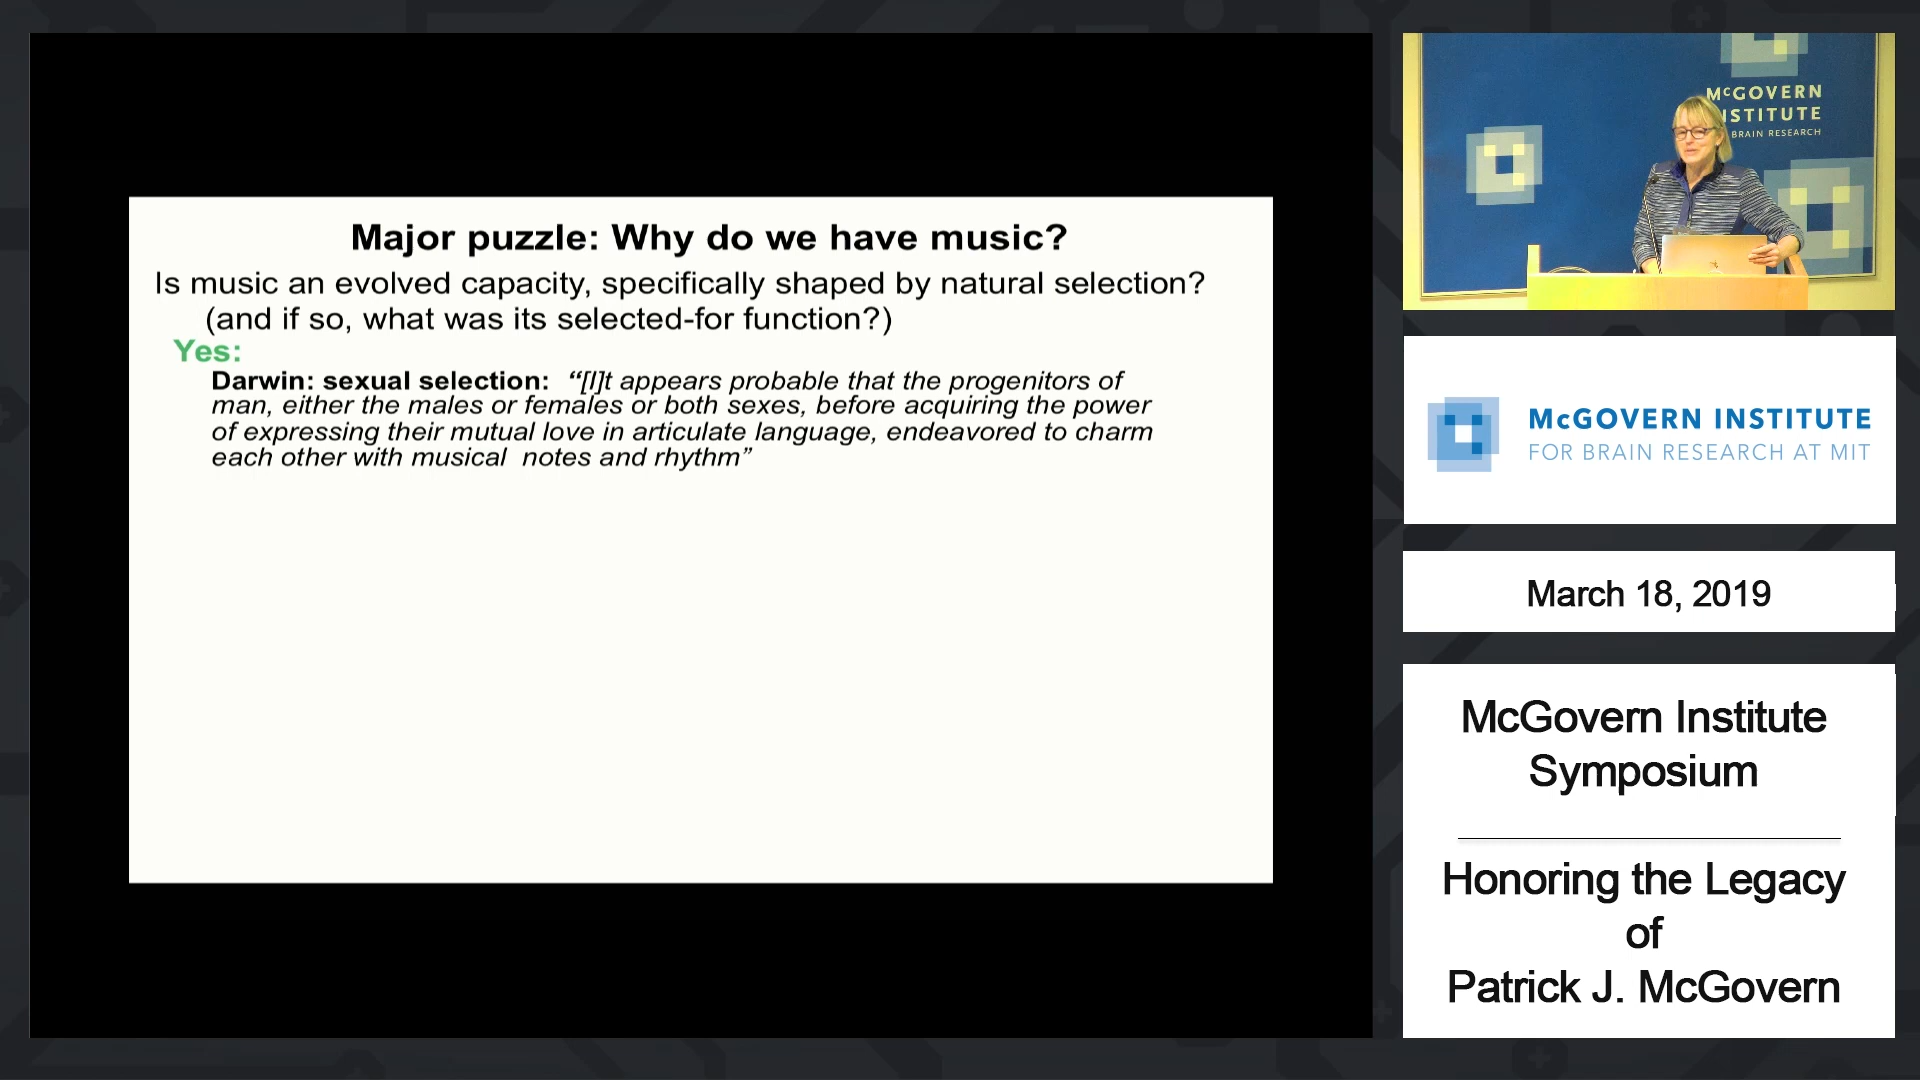 Major puzzle: Why do we have music?
Is music an evolved capacity, specifically shaped by natural selection?
(and if so, what was its selected-for function?)
Yes:
Darwin: sexual selection: “[I]t appears probable that the progenitors of
man, either the males or females or both sexes, before acquiring the power
of expressing their mutual love in articulate language, endeavored to charm
each other with musical notes and rhythm”
McGOVERN
INSTITUTE
BRAIN RESEARCH
McGOVERN INSTITUTE
FOR BRAIN RESEARCH AT MIT
March 18, 2019
McGovern Institute
Symposium
Honoring the Legacy
of
Patrick J. McGovern